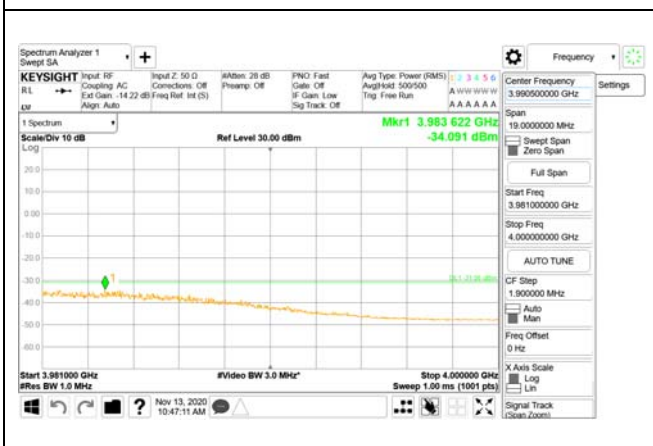 Spectrum Analyzer 1
Swept SA
+
Frequency
KEYSIGHT Input: RF Input Z: 50 Ω #Atten: 28 dB PNO: Fast Avg Type: Power (RMS) 1 2 3 4 5 6
RL Coupling: AC Corrections: Off Preamp: Off Gate: Off Avg|Hold: 500/500 A W W W W W
Ext Gain: -14.22 dB Freq Ref: Int (S) IF Gain: Low Trig: Free Run
Align: Auto Sig Track: Off A A A A A A
Center Frequency
3.990500000 GHz
Settings
Span
19.0000000 MHz
Swept Span
Zero Span
Full Span
Start Freq
3.981000000 GHz
Stop Freq
4.000000000 GHz
AUTO TUNE
CF Step
1.900000 MHz
Auto
Man
Freq Offset
0 Hz
X Axis Scale
Log
Lin
Signal Track
(Span Zoom)
1 Spectrum
Mkr1 3.983 622 GHz
-34.091 dBm
Scale/Div 10 dB Ref Level 30.00 dBm
Log
20.0
10.0
0.00
-10.0
-20.0
-30.0
1
-40.0
-50.0
-60.0
Start 3.981000 GHz #Video BW 3.0 MHz* Stop 4.000000 GHz
#Res BW 1.0 MHz Sweep 1.00 ms (1001 pts)
Nov 13, 2020
10:47:11 AM